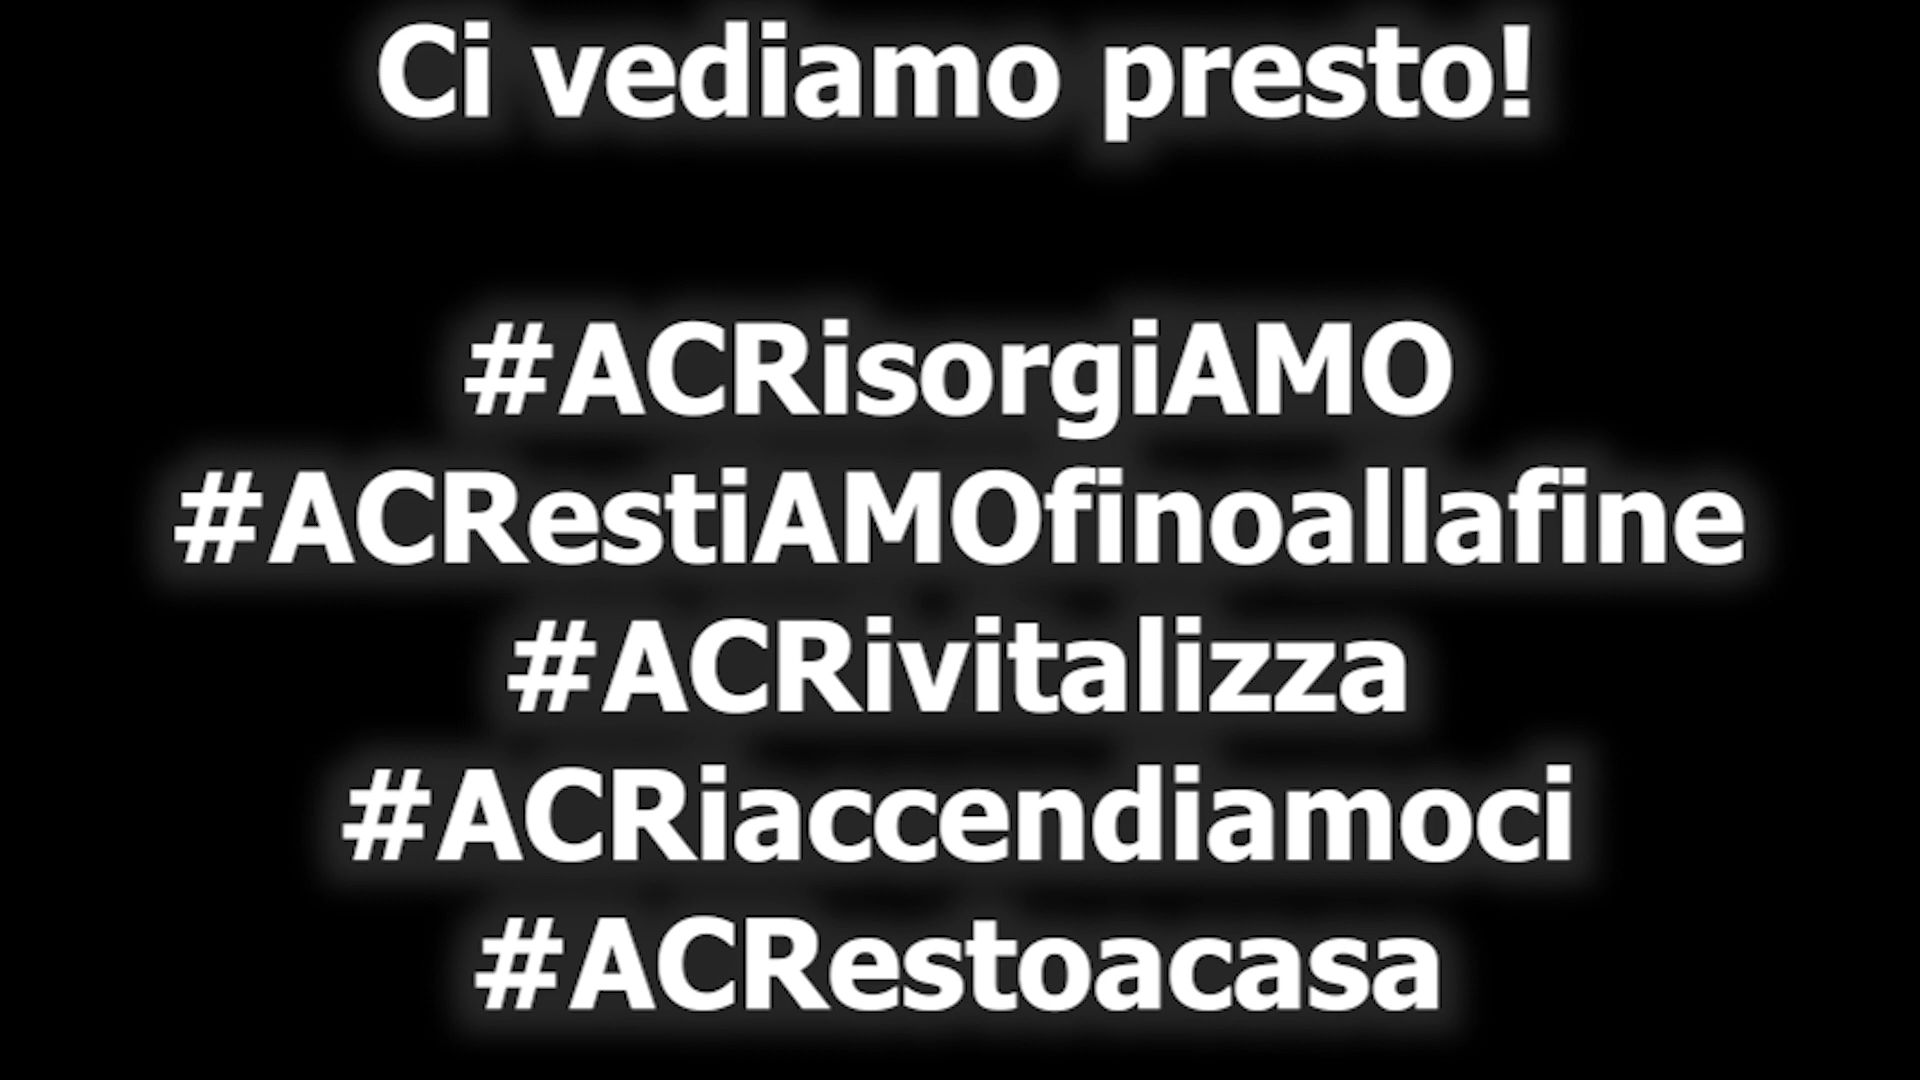 Ci vediamo presto!
#ACRisorgiAMO
#ACRestiAMOfinoallafine
#ACRivitalizza
#ACRiaccendiamoci
#ACRestoacasa